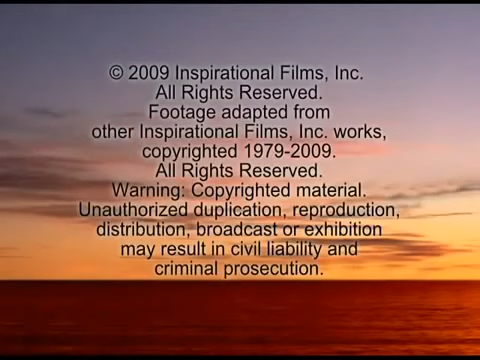 © 2009 Inspirational Films, Inc.
All Rights Reserved.
Footage adapted from
other Inspirational Films, Inc. works,
copyrighted 1979-2009.
All Rights Reserved.
Warning: Copyrighted material.
Unauthorized duplication, reproduction,
distribution, broadcast or exhibition
may result in civil liability and
criminal prosecution.